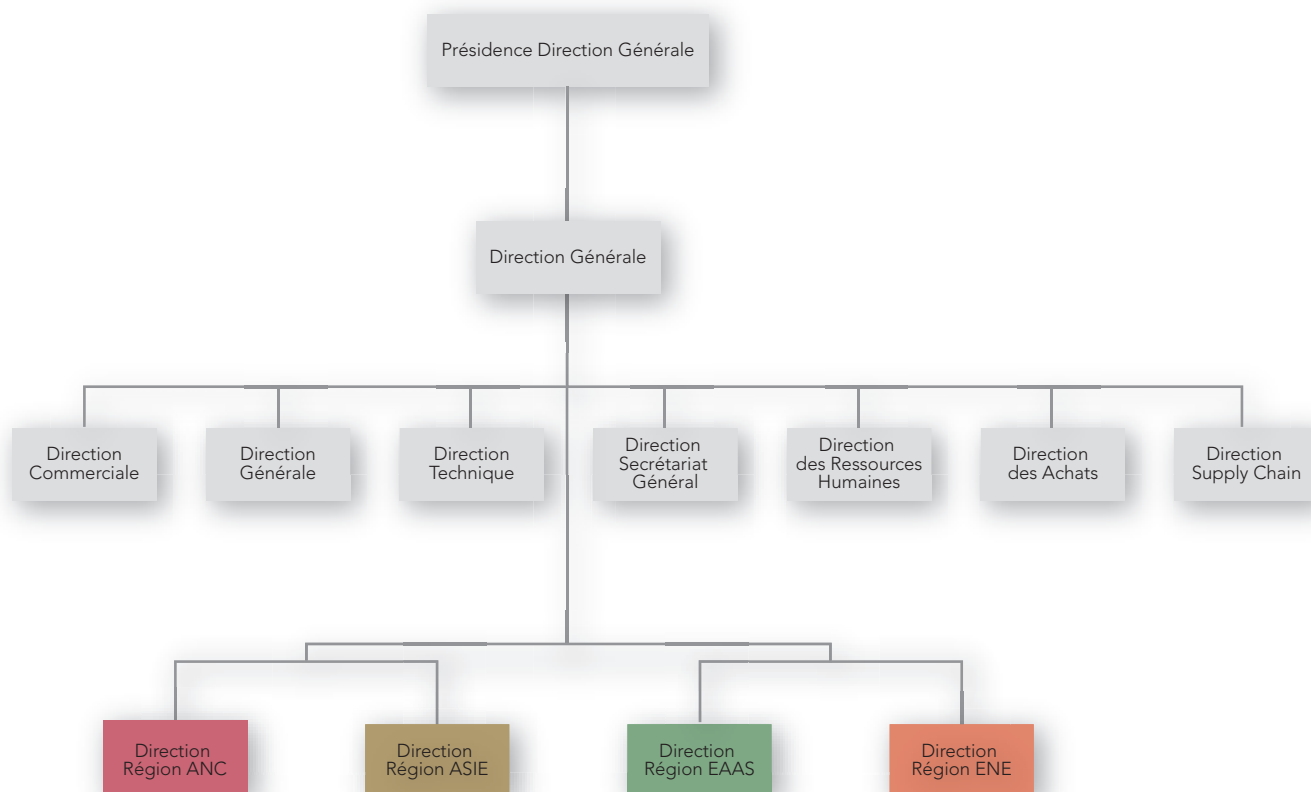 Présidence Direction Générale
Direction Générale
Direction
Commerciale
Direction
Générale
Direction
Technique
Direction
Secrétariat
Général
Direction
des Ressources
Humaines
Direction
des Achats
Direction
Supply Chain
Direction
Région ANC
Direction
Région ASIE
Direction
Région EAAS
Direction
Région ENE